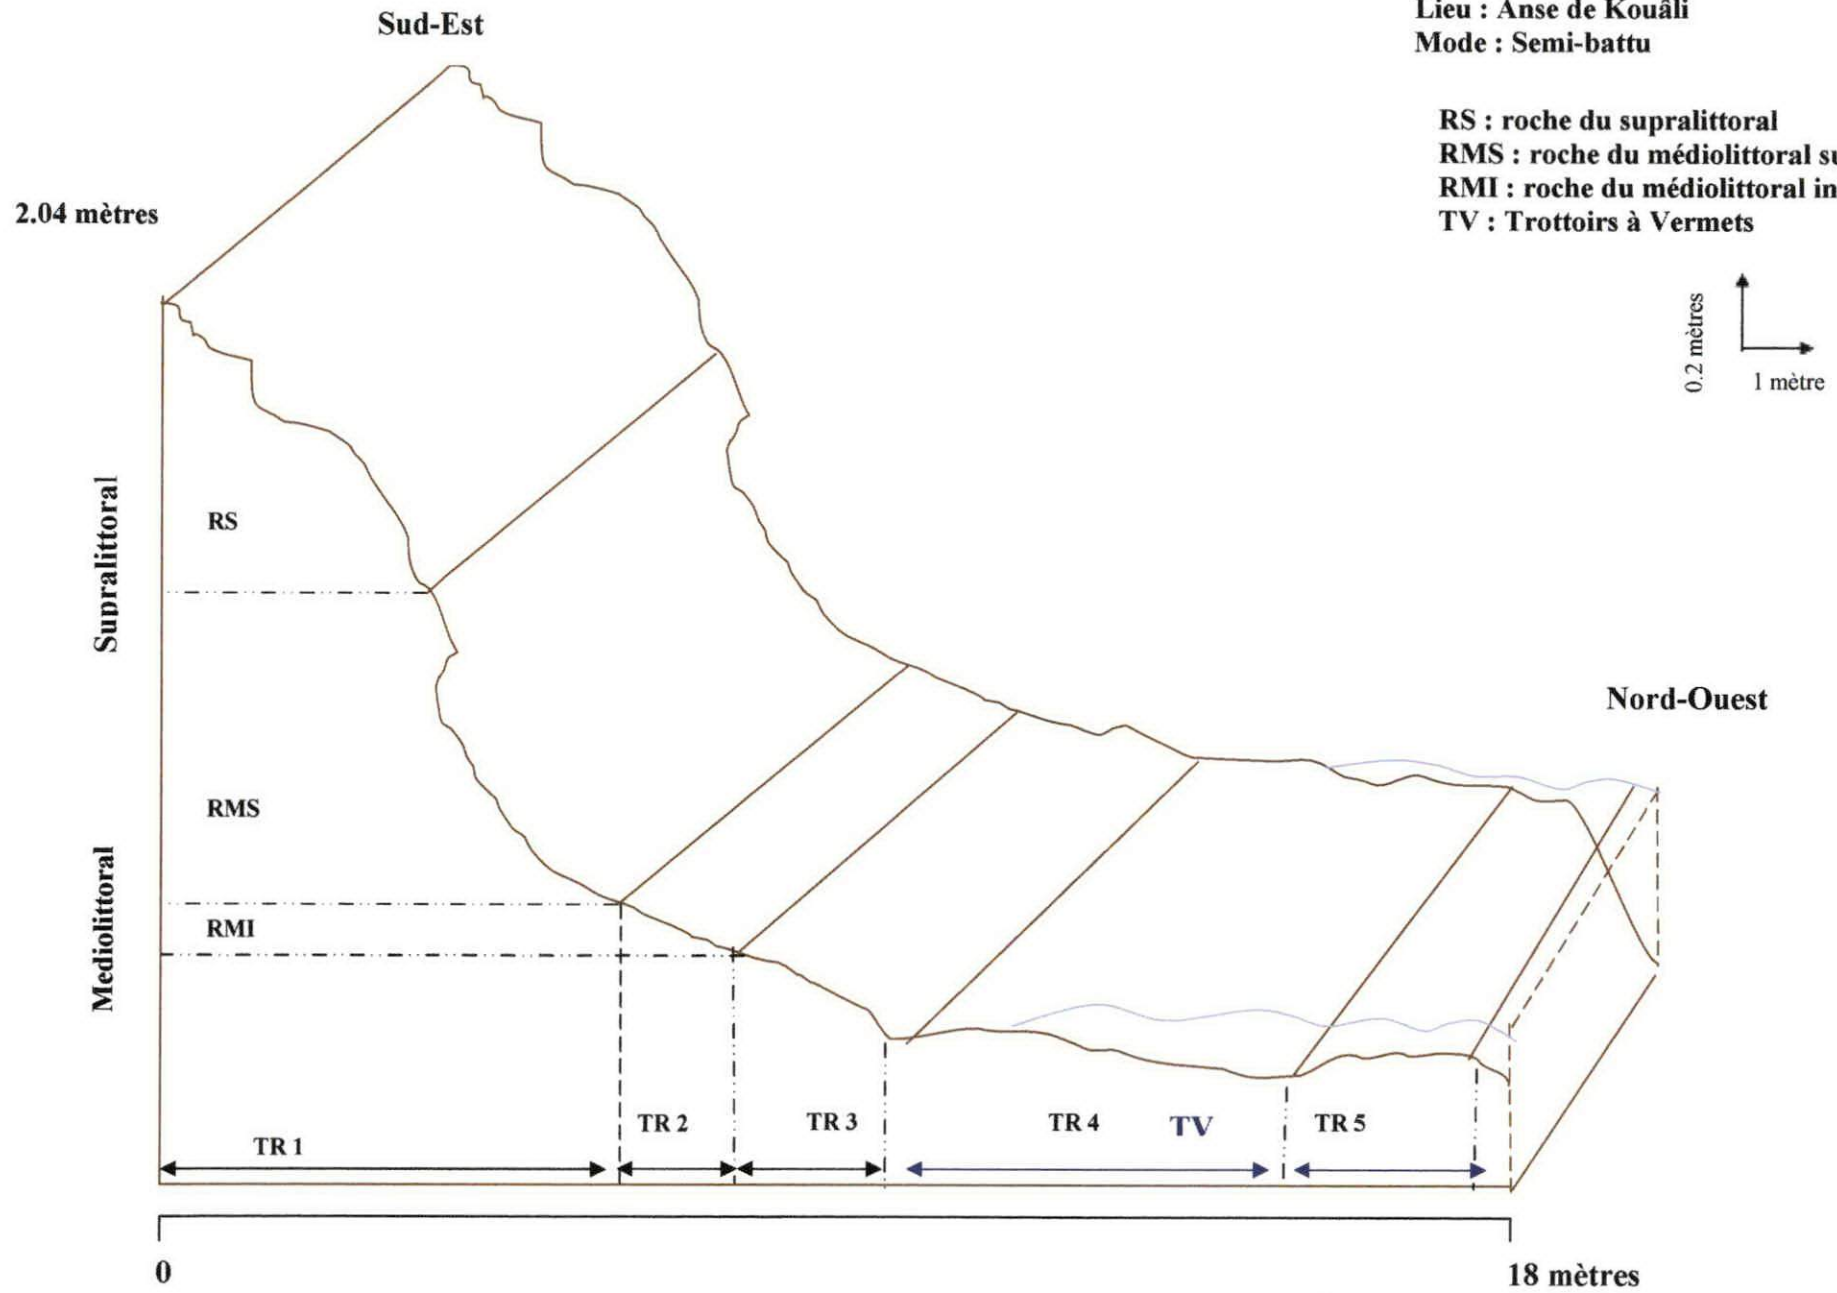 Sud-Est
Lieu : Anse de Kouâli
Mode : Semi-battu
RS : roche du supralittoral
RMS : roche du médiolittoral su
RMI : roche du médiolittoral in
TV : Trottoirs à Vermets
2.04 mètres
0.2 mètres
1 mètre
Supralittoral
RS
Nord-Ouest
RMS
Mediolittoral
RMI
TR 1
TR 2
TR 3
TR 4
TV
TR 5
0
18 mètres